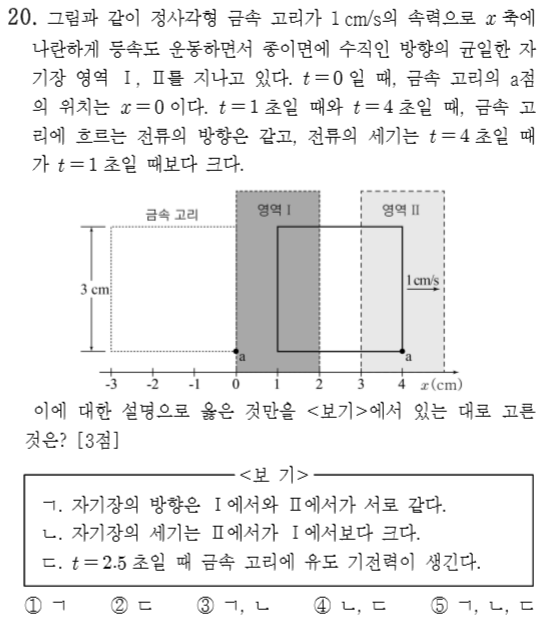 20. 그림과 같이 정사각형 금속 고리가 1 cm/s의 속력으로 x축에
나란하게 등속도 운동하면서 종이면에 수직인 방향의 균일한 자
기장 영역 Ⅰ, Ⅱ를 지나고 있다. t=0일 때, 금속 고리의 a점
의 위치는 x=0이다. t=1초일 때와 t=4초일 때, 금속 고
리에 흐르는 전류의 방향은 같고, 전류의 세기는 t=4초일 때
가 t=1초일 때보다 크다.
금속 고리
영역 Ⅰ
영역 Ⅱ
3 cm
1 cm/s
a
a
-3 -2 -1 0 1 2 3 4 x(cm)
이에 대한 설명으로 옳은 것만을 <보기>에서 있는 대로 고른
것은? [3점]
<보 기>
ㄱ. 자기장의 방향은 Ⅰ에서와 Ⅱ에서가 서로 같다.
ㄴ. 자기장의 세기는 Ⅱ에서가 Ⅰ에서보다 크다.
ㄷ. t=2.5초일 때 금속 고리에 유도 기전력이 생긴다.
① ㄱ ② ㄷ ③ ㄱ, ㄴ ④ ㄴ, ㄷ ⑤ ㄱ, ㄴ, ㄷ